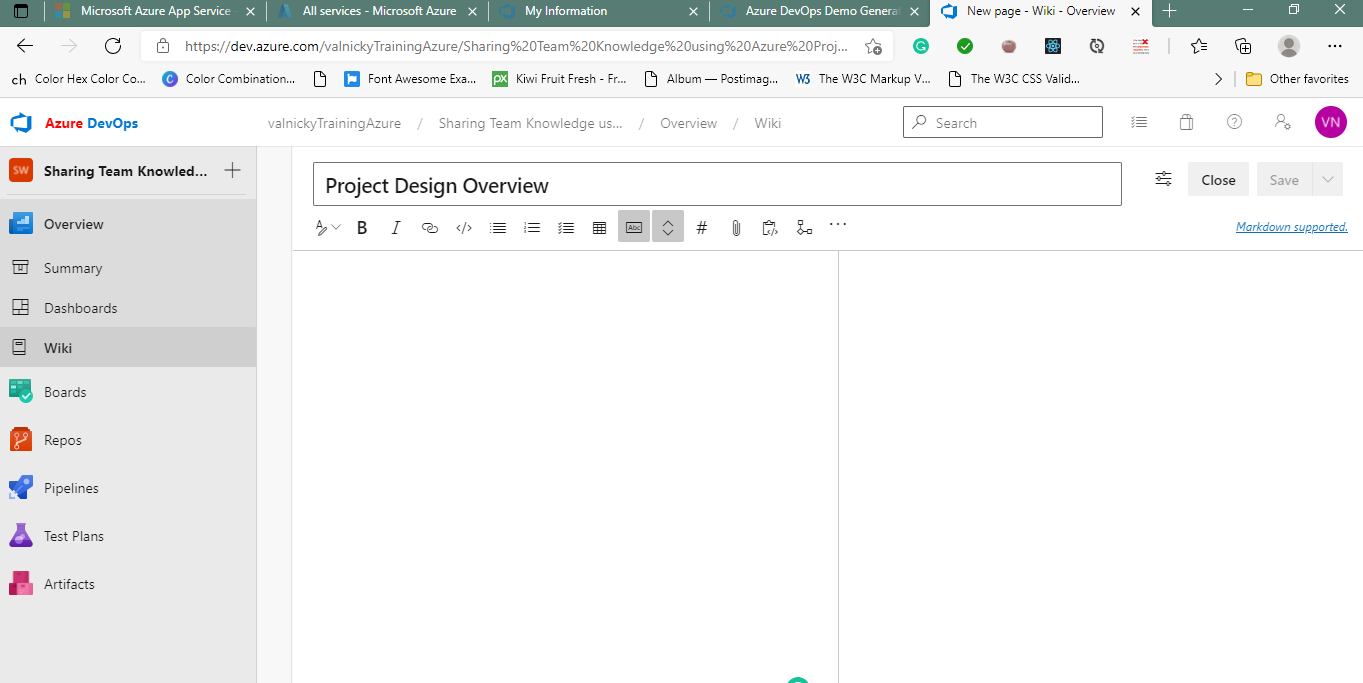 Microsoft Azure App Service
All services - Microsoft Azure
My Information
Azure DevOps Demo Genera
New page - Wiki - Overview
https://dev.azure.com/valnickyTrainingAzure/Sharing%20Team%20Knowledge%20using%20Azure%20Proj...
ch Color Hex Color Co...
C Color Combination...
Font Awesome Exa...
px Kiwi Fruit Fresh - Fr...
Album — Postimag...
W3 The W3C Markup V...
The W3C CSS Valid...
Other favorites
Azure DevOps
valnickyTrainingAzure / Sharing Team Knowledge us... / Overview / Wiki
Search
VN
SW Sharing Team Knowled...
Project Design Overview
Close
Save
B I </> Abc # ...
Markdown supported.
Overview
Summary
Dashboards
Wiki
Boards
Repos
Pipelines
Test Plans
Artifacts